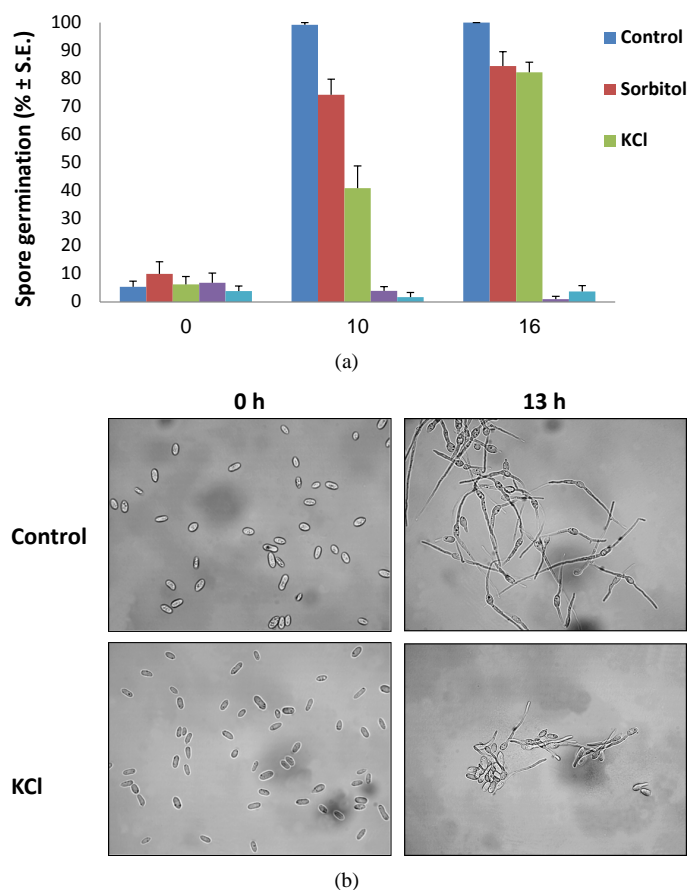 Spore germination (% ± S.E.)
100
90
80
70
60
50
40
30
20
10
0
0
10
16
Control
Sorbitol
KCl
(a)
0 h
13 h
Control
KCl
(b)